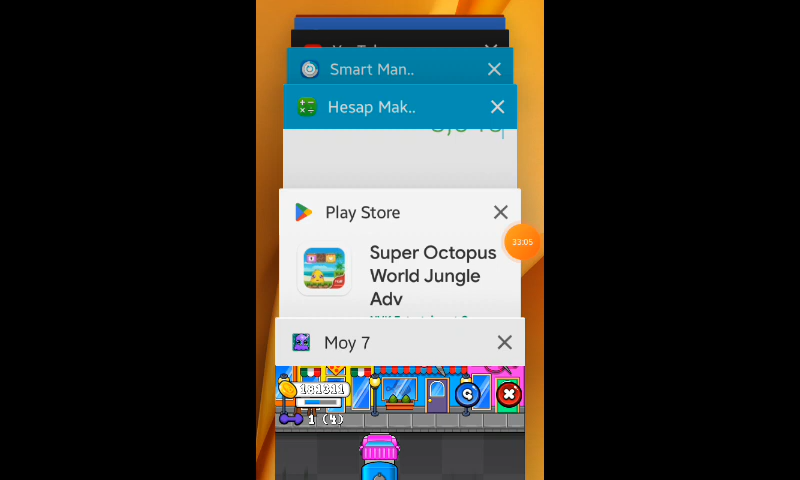 Smart Man..
Hesap Mak..
Play Store
33:05
Super Octopus
World Jungle
Adv
Moy 7
1 (4)